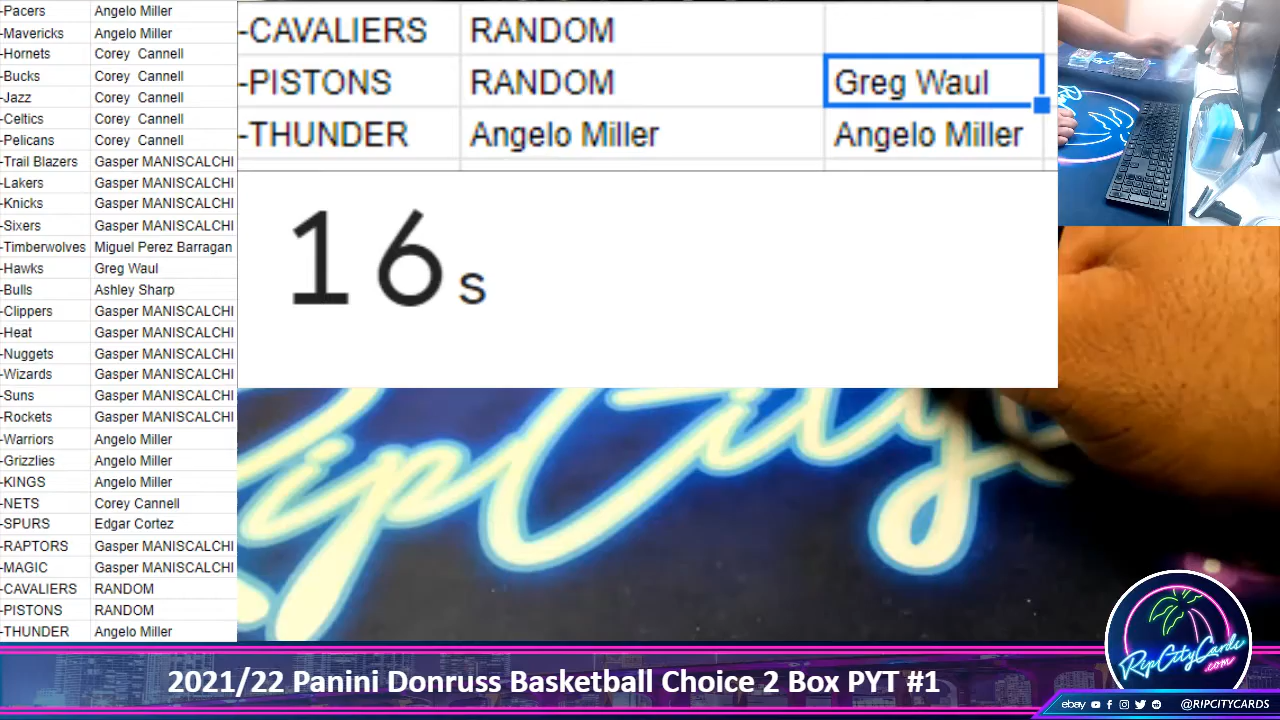 -Pacers Angelo Miller
-Mavericks Angelo Miller
-Hornets Corey Cannell
-Bucks Corey Cannell
-Jazz Corey Cannell
-Celtics Corey Cannell
-Pelicans Corey Cannell
-Trail Blazers Gasper MANISCALCHI
-Lakers Gasper MANISCALCHI
-Knicks Gasper MANISCALCHI
-Sixers Gasper MANISCALCHI
-Timberwolves Miguel Perez Barragan
-Hawks Greg Waul
-Bulls Ashley Sharp
-Clippers Gasper MANISCALCHI
-Heat Gasper MANISCALCHI
-Nuggets Gasper MANISCALCHI
-Wizards Gasper MANISCALCHI
-Suns Gasper MANISCALCHI
-Rockets Gasper MANISCALCHI
-Warriors Angelo Miller
-Grizzlies Angelo Miller
-KINGS Angelo Miller
-NETS Corey Cannell
-SPURS Edgar Cortez
-RAPTORS Gasper MANISCALCHI
-MAGIC Gasper MANISCALCHI
-CAVALIERS RANDOM
-PISTONS RANDOM
-THUNDER Angelo Miller
-CAVALIERS RANDOM
-PISTONS RANDOM Greg Waul
-THUNDER Angelo Miller Angelo Miller
16s
RipCity
RipCityCards
.com
2021/22 Panini Donruss Basketball Choice 2 Box PYT #1
ebay @RIPCITYCARDS